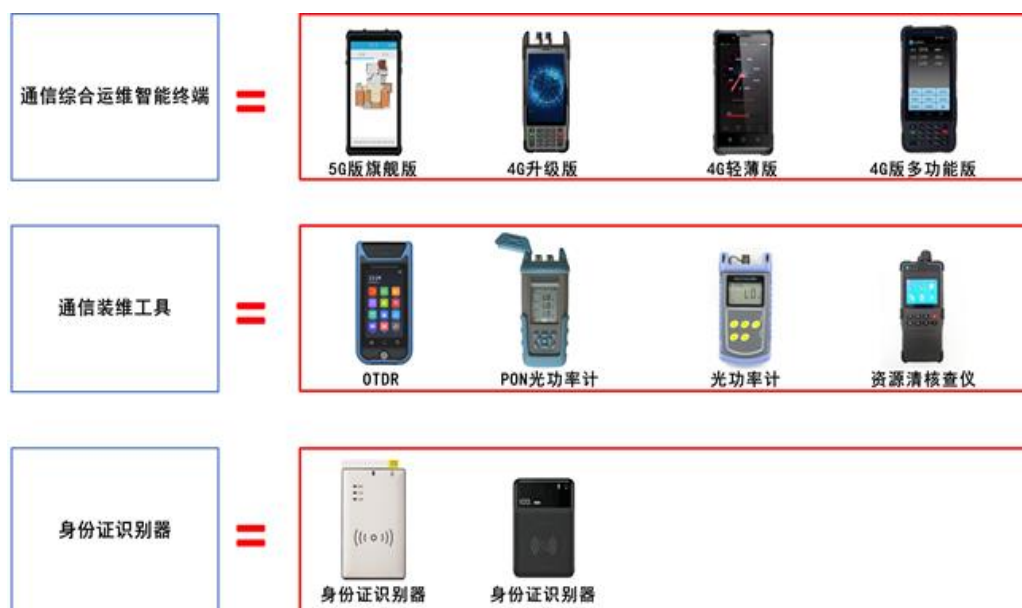 通信综合运维智能终端
=
5G版旗舰版
4G升级版
4G轻薄版
4G版多功能版
通信装维工具
=
OTDR
PON光功率计
光功率计
资源清核查仪
身份证识别器
=
身份证识别器
身份证识别器